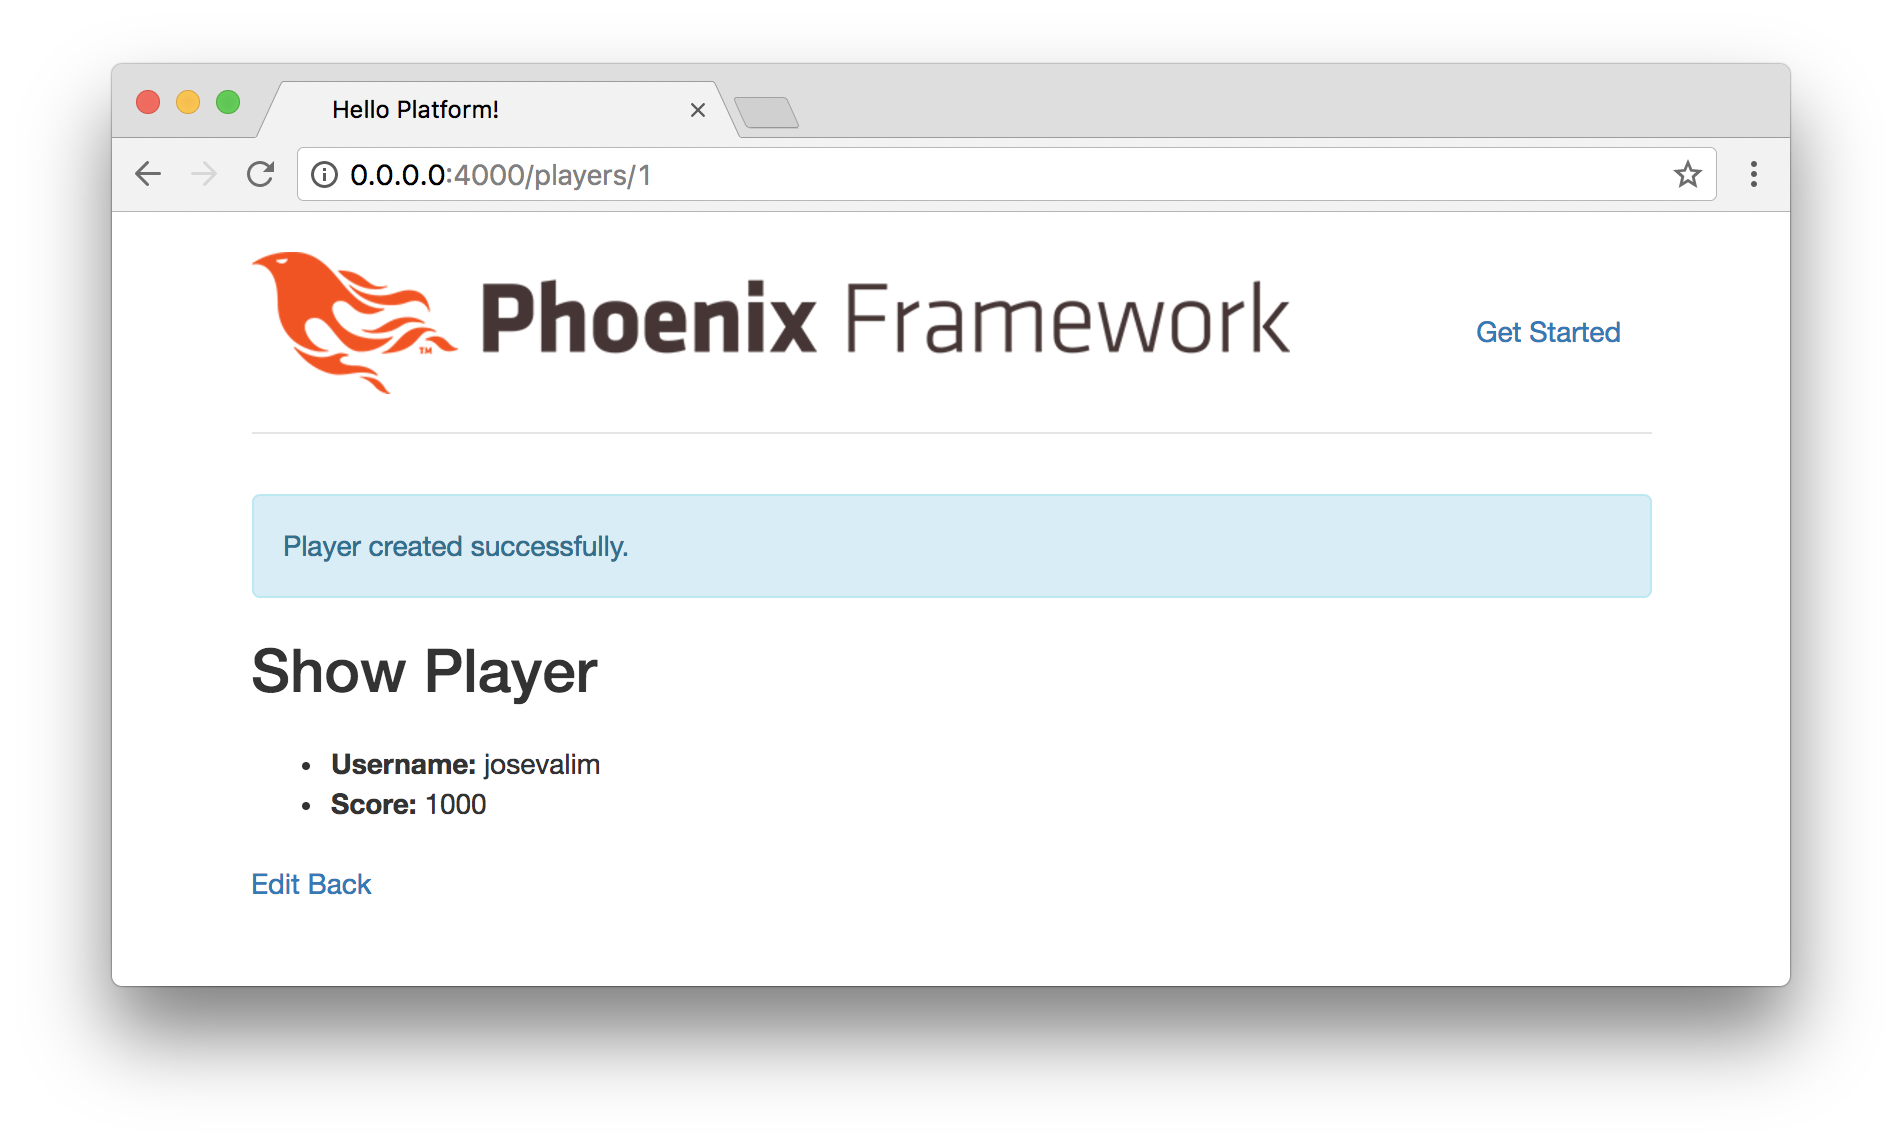 Hello Platform!
0.0.0.0:4000/players/1
Phoenix Framework
TM
Get Started
Player created successfully.
Show Player
• Username: josevalim
• Score: 1000
Edit Back